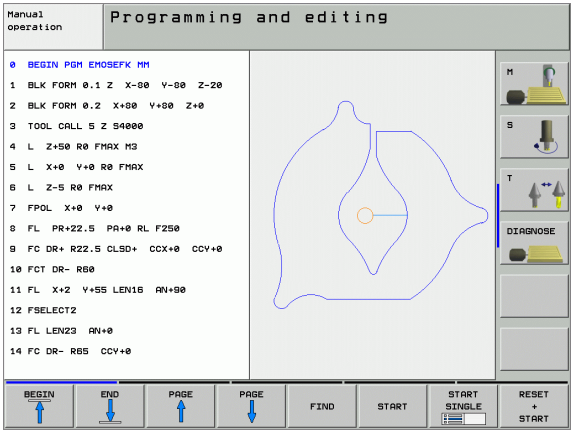 Manual
operation
Programming and editing
0 BEGIN PGM EMOSEFK MM
1 BLK FORM 0.1 Z X-80 Y-80 Z-20
2 BLK FORM 0.2 X+80 Y+80 Z+0
3 TOOL CALL 5 Z S4000
4 L Z+50 R0 FMAX M3
5 L X+0 Y+0 R0 FMAX
6 L Z-5 R0 FMAX
7 FPOL X+0 Y+0
8 FL PR+22.5 PA+0 RL F250
9 FC DR+ R22.5 CLSD+ CCX+0 CCY+0
10 FCT DR- R60
11 FL X+2 Y+55 LEN16 AN+90
12 FSELECT2
13 FL LEN23 AN+0
14 FC DR- R65 CCY+0
M
S
T
DIAGNOSE
BEGIN
END
PAGE
PAGE
FIND
START
START
SINGLE
RESET
+
START